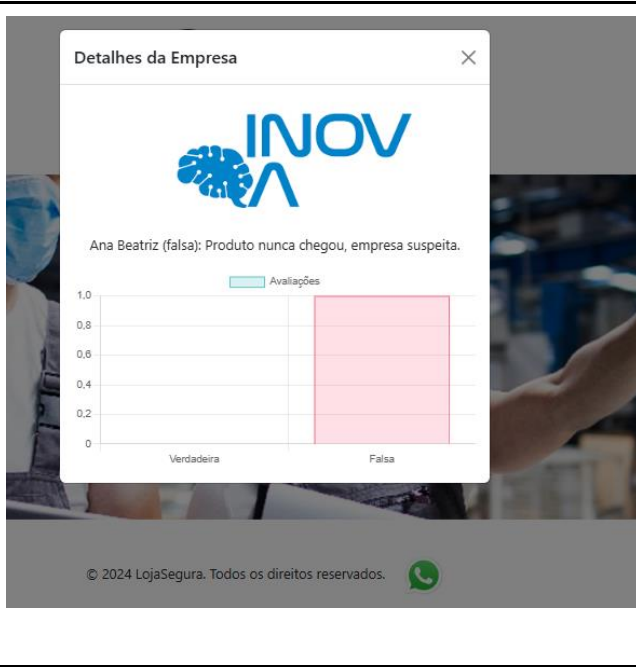 Detalhes da Empresa
INOV
A
Ana Beatriz (falsa): Produto nunca chegou, empresa suspeita.
Avaliações
1,0
0,8
0,6
0,4
0,2
0
Verdadeira Falsa
© 2024 LojaSegura. Todos os direitos reservados.